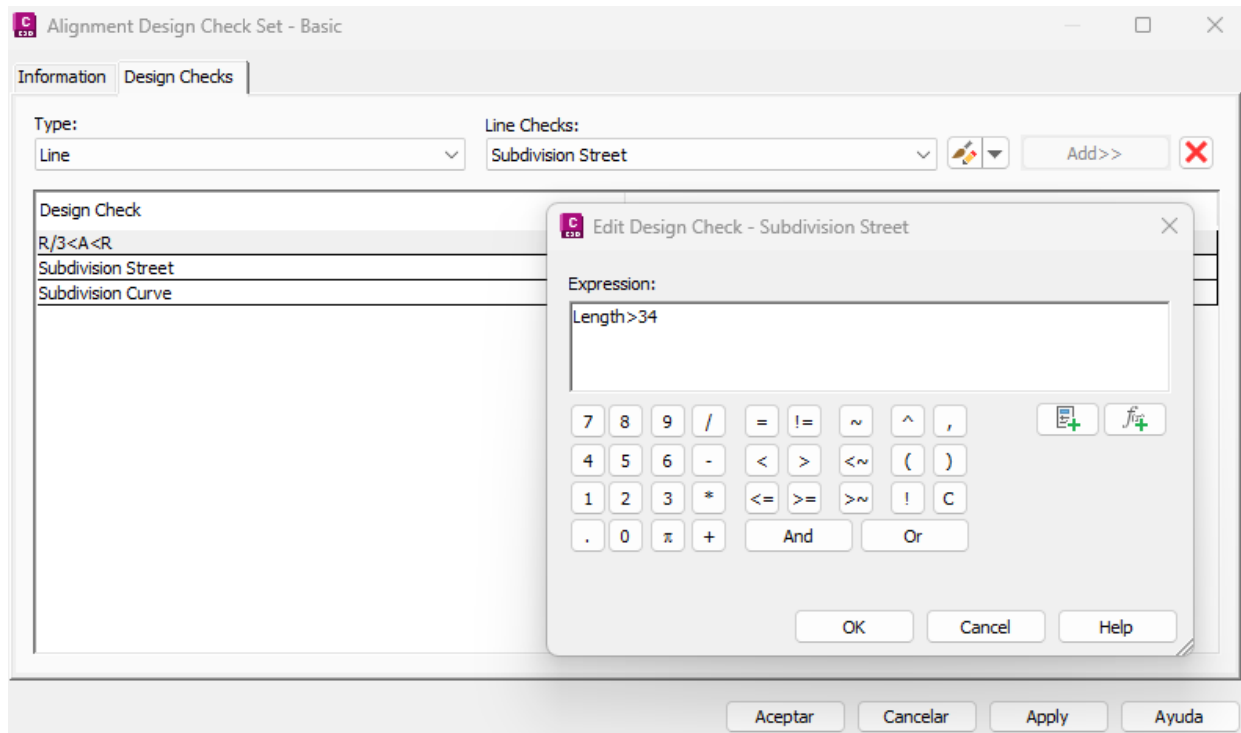 C
C3D
Alignment Design Check Set - Basic
Information Design Checks
Type: Line Checks:
Line Subdivision Street Add>>
Design Check
R/3<A<R
Subdivision Street
Subdivision Curve
C
C3D
Edit Design Check - Subdivision Street
Expression:
Length>34
7 8 9 / = != ~ ^ ,
4 5 6 - < > <~ ( )
1 2 3 * <= >= >~ ! C
. 0 π + And Or
OK Cancel Help
Aceptar Cancelar Apply Ayuda